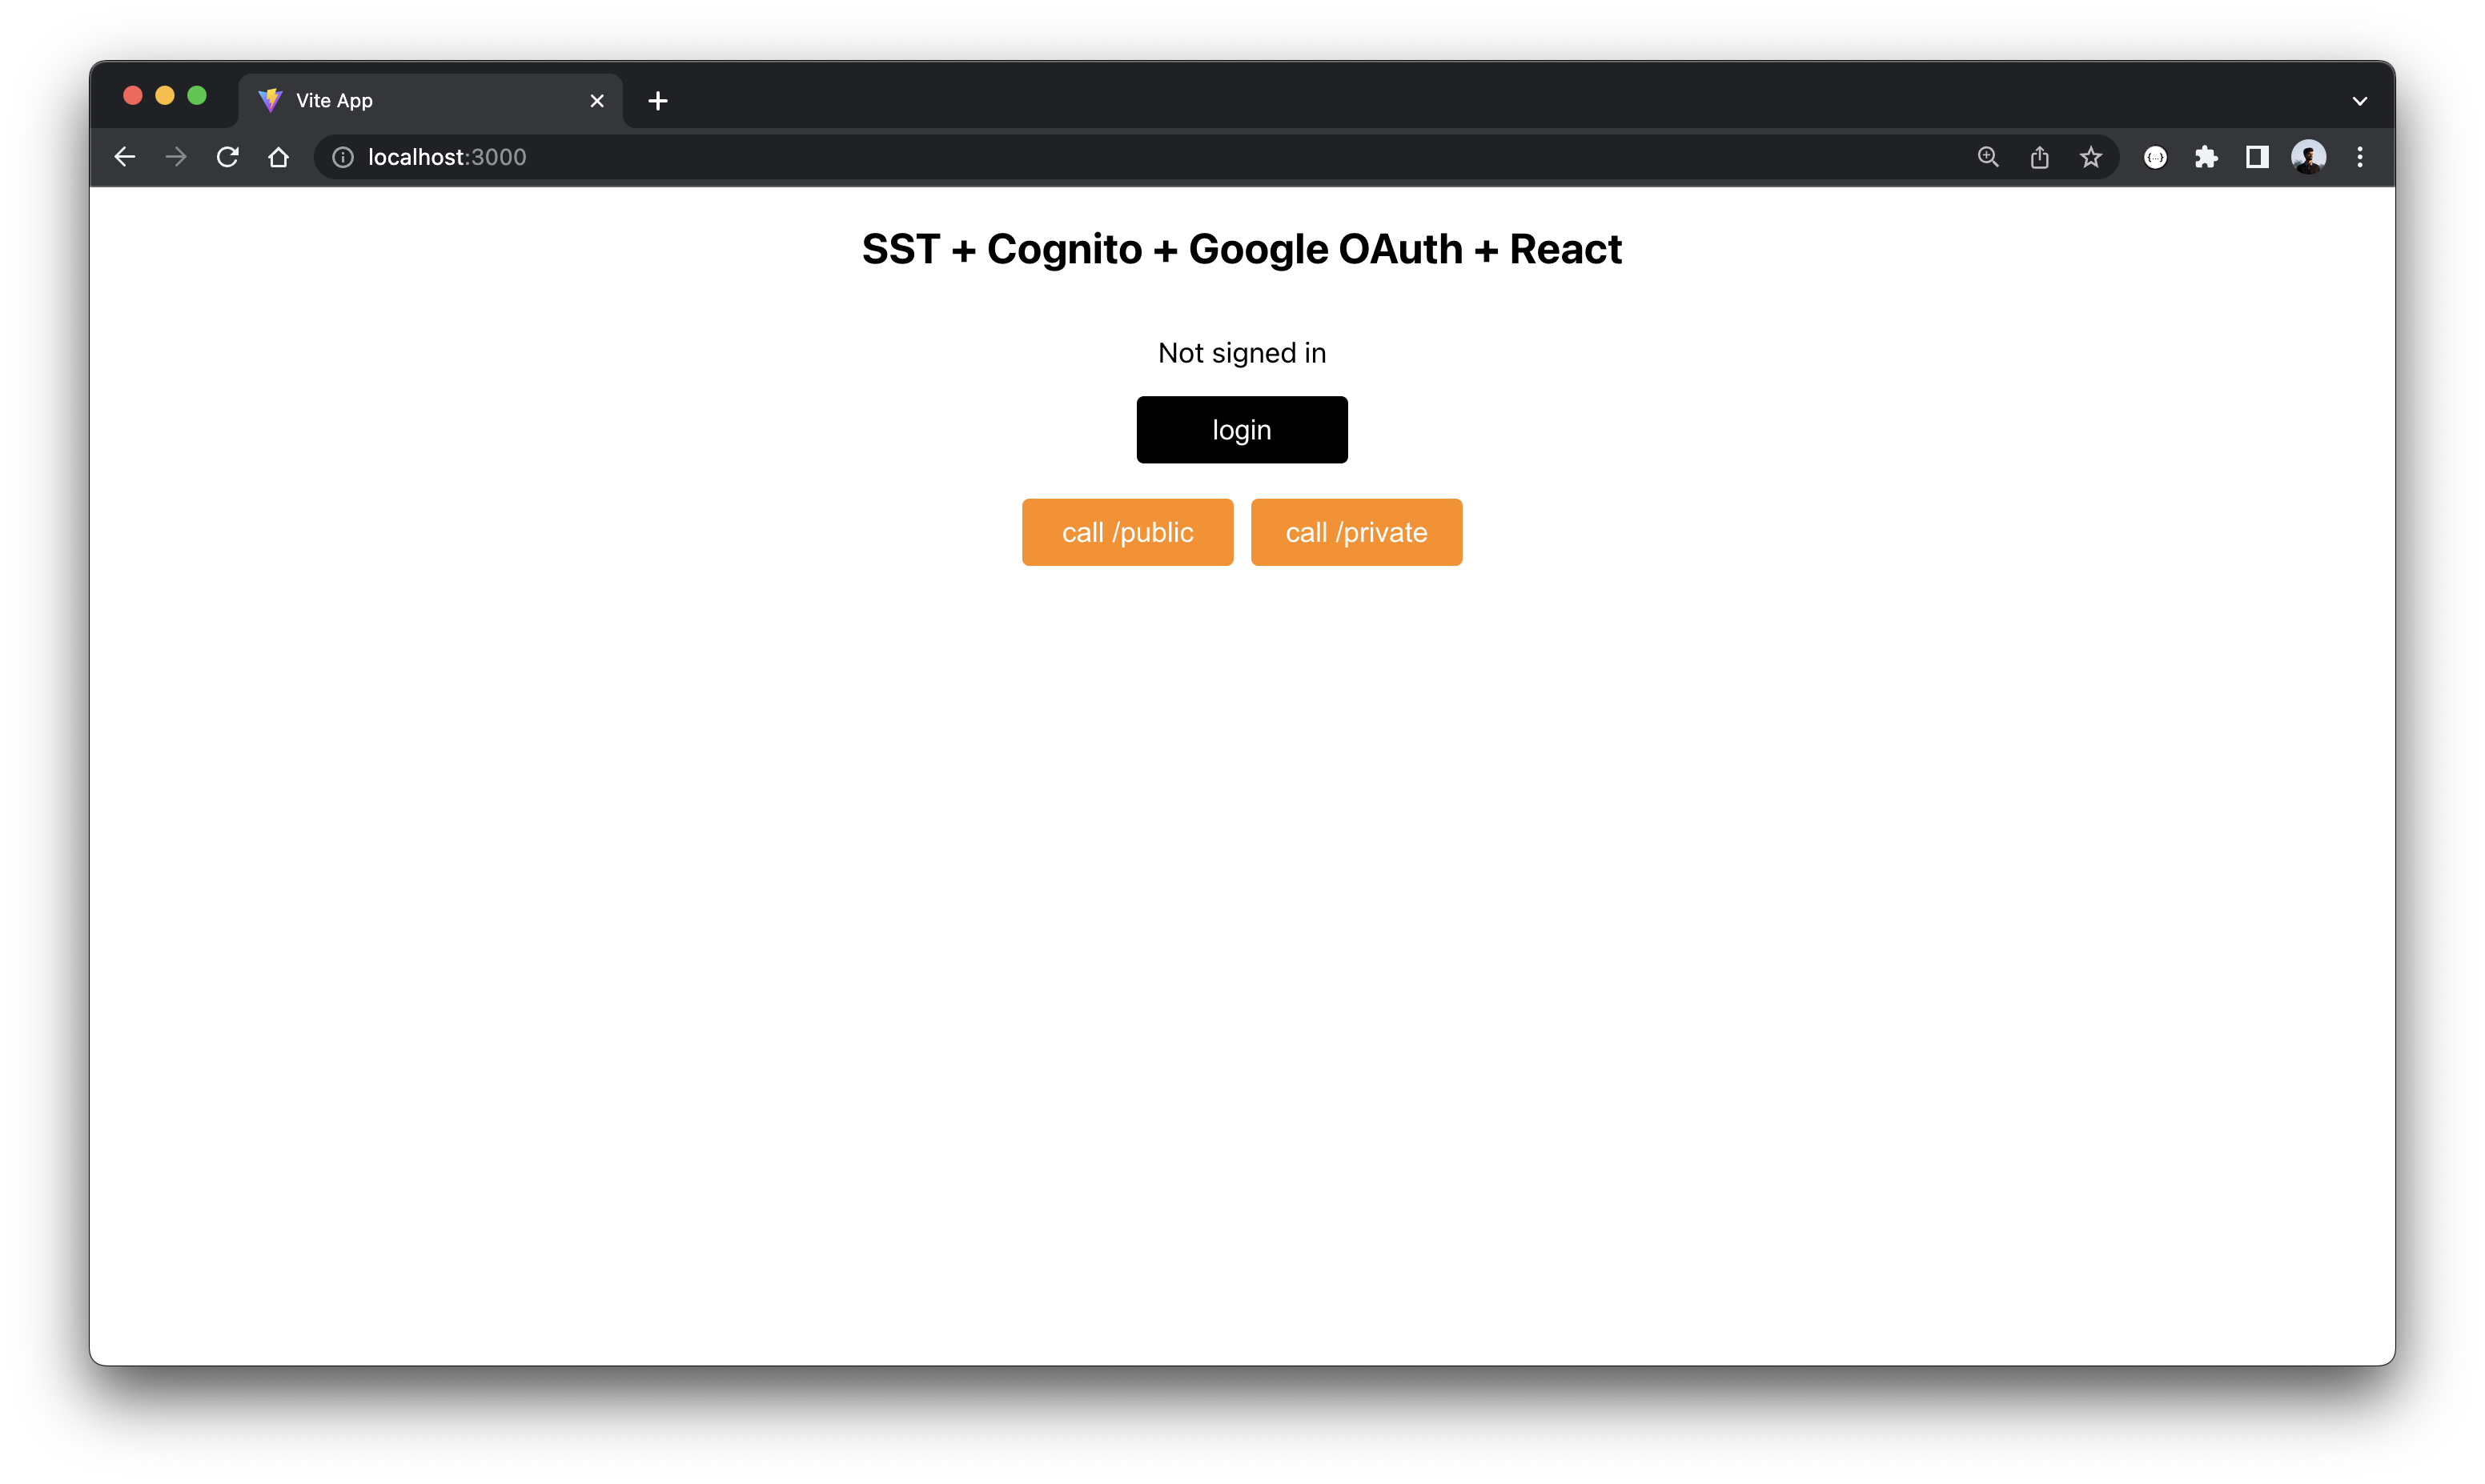 Vite App
localhost:3000
SST + Cognito + Google OAuth + React
Not signed in
login
call /public
call /private